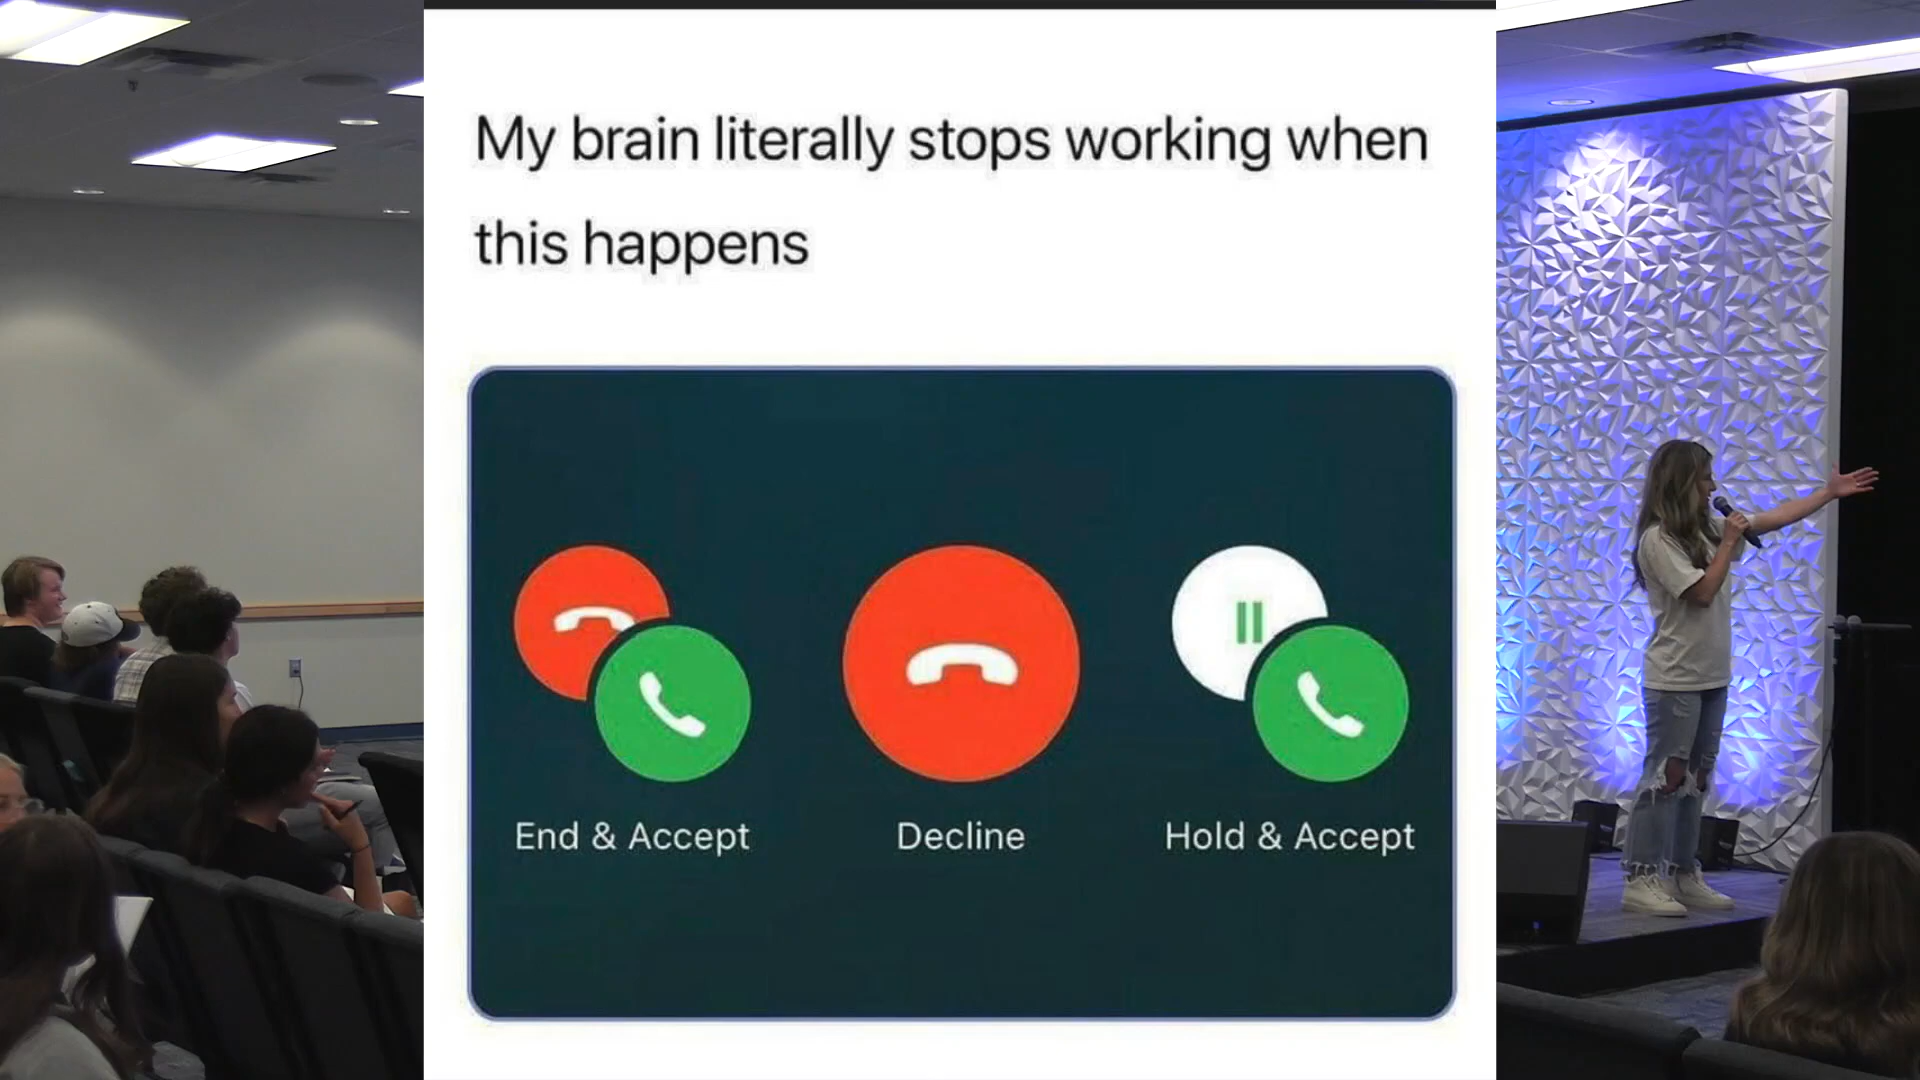 My brain literally stops working when
this happens
End & Accept
Decline
Hold & Accept